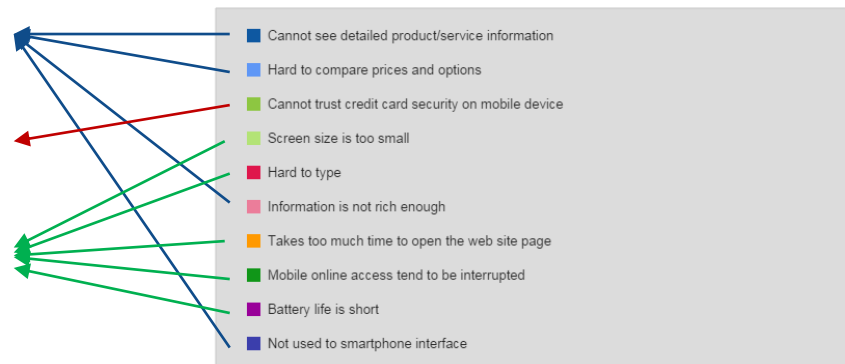 Cannot see detailed product/service information
Hard to compare prices and options
Cannot trust credit card security on mobile device
Screen size is too small
Hard to type
Information is not rich enough
Takes too much time to open the web site page
Mobile online access tend to be interrupted
Battery life is short
Not used to smartphone interface